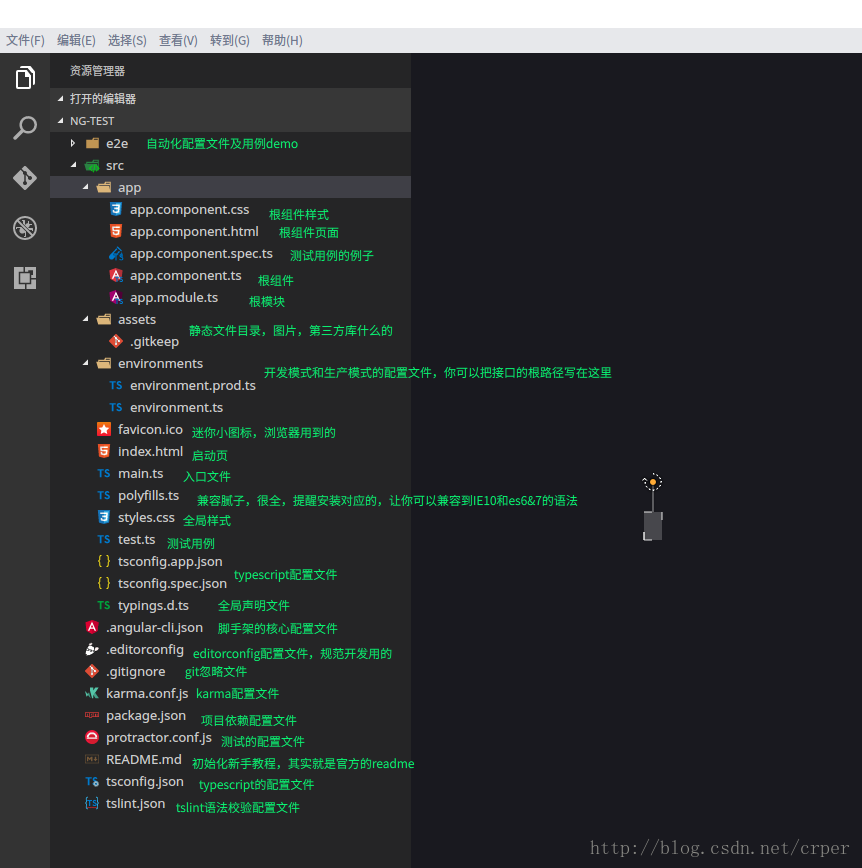 文件(F) 编辑(E) 选择(S) 查看(V) 转到(G) 帮助(H)
资源管理器
打开的编辑器
NG-TEST
e2e 自动化配置文件及用例demo
src
app
app.component.css 根组件样式
app.component.html 根组件页面
app.component.spec.ts 测试用例的例子
app.component.ts 根组件
app.module.ts 根模块
assets
静态文件目录，图片，第三方库什么的
.gitkeep
environments
开发模式和生产模式的配置文件，你可以把接口的根路径写在这里
TS environment.prod.ts
TS environment.ts
favicon.ico 迷你小图标，浏览器用到的
index.html 启动页
TS main.ts 入口文件
TS polyfills.ts 兼容腻子，很全，提醒安装对应的，让你可以兼容到IE10和es6&7的语法
styles.css 全局样式
TS test.ts 测试用例
{ } tsconfig.app.json
typescript配置文件
{ } tsconfig.spec.json
TS typings.d.ts 全局声明文件
.angular-cli.json 脚手架的核心配置文件
.editorconfig editorconfig配置文件，规范开发用的
.gitignore git忽略文件
karma.conf.js karma配置文件
package.json 项目依赖配置文件
protractor.conf.js 测试的配置文件
README.md 初始化新手教程，其实就是官方的readme
tsconfig.json typescript的配置文件
tslint.json tslint语法校验配置文件
http://blog.csdn.net/crper